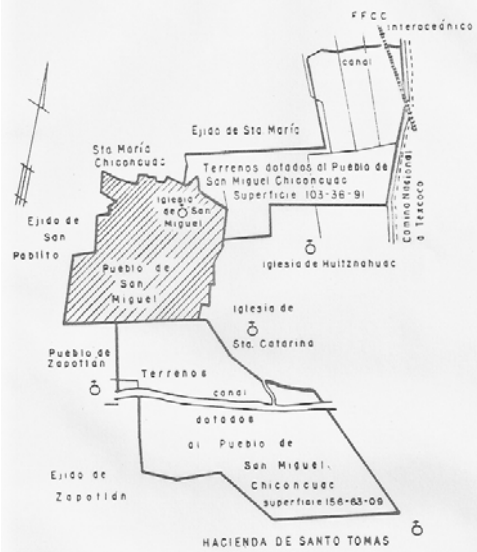 FFCC
Interoceánico
canal
Ejido de Sta María
Sta María
Chiconcuac
Terrenos dotados al Pueblo de
San Miguel Chiconcuac
Superficie 103-36-91
Camino Nacional
a Texcoco
Iglesia
de San
Miguel
Ejido de
San
Pablito
Iglesia de Huitznahuac
Pueblo de
San
Miguel
Iglesia de
Sta. Catarina
Pueblo de
Zapotlán
Terrenos
canal
dotados
al Pueblo de
San Miguel
Chiconcuac
superficie 156-63-09
Ejido de
Zapotlán
HACIENDA DE SANTO TOMAS